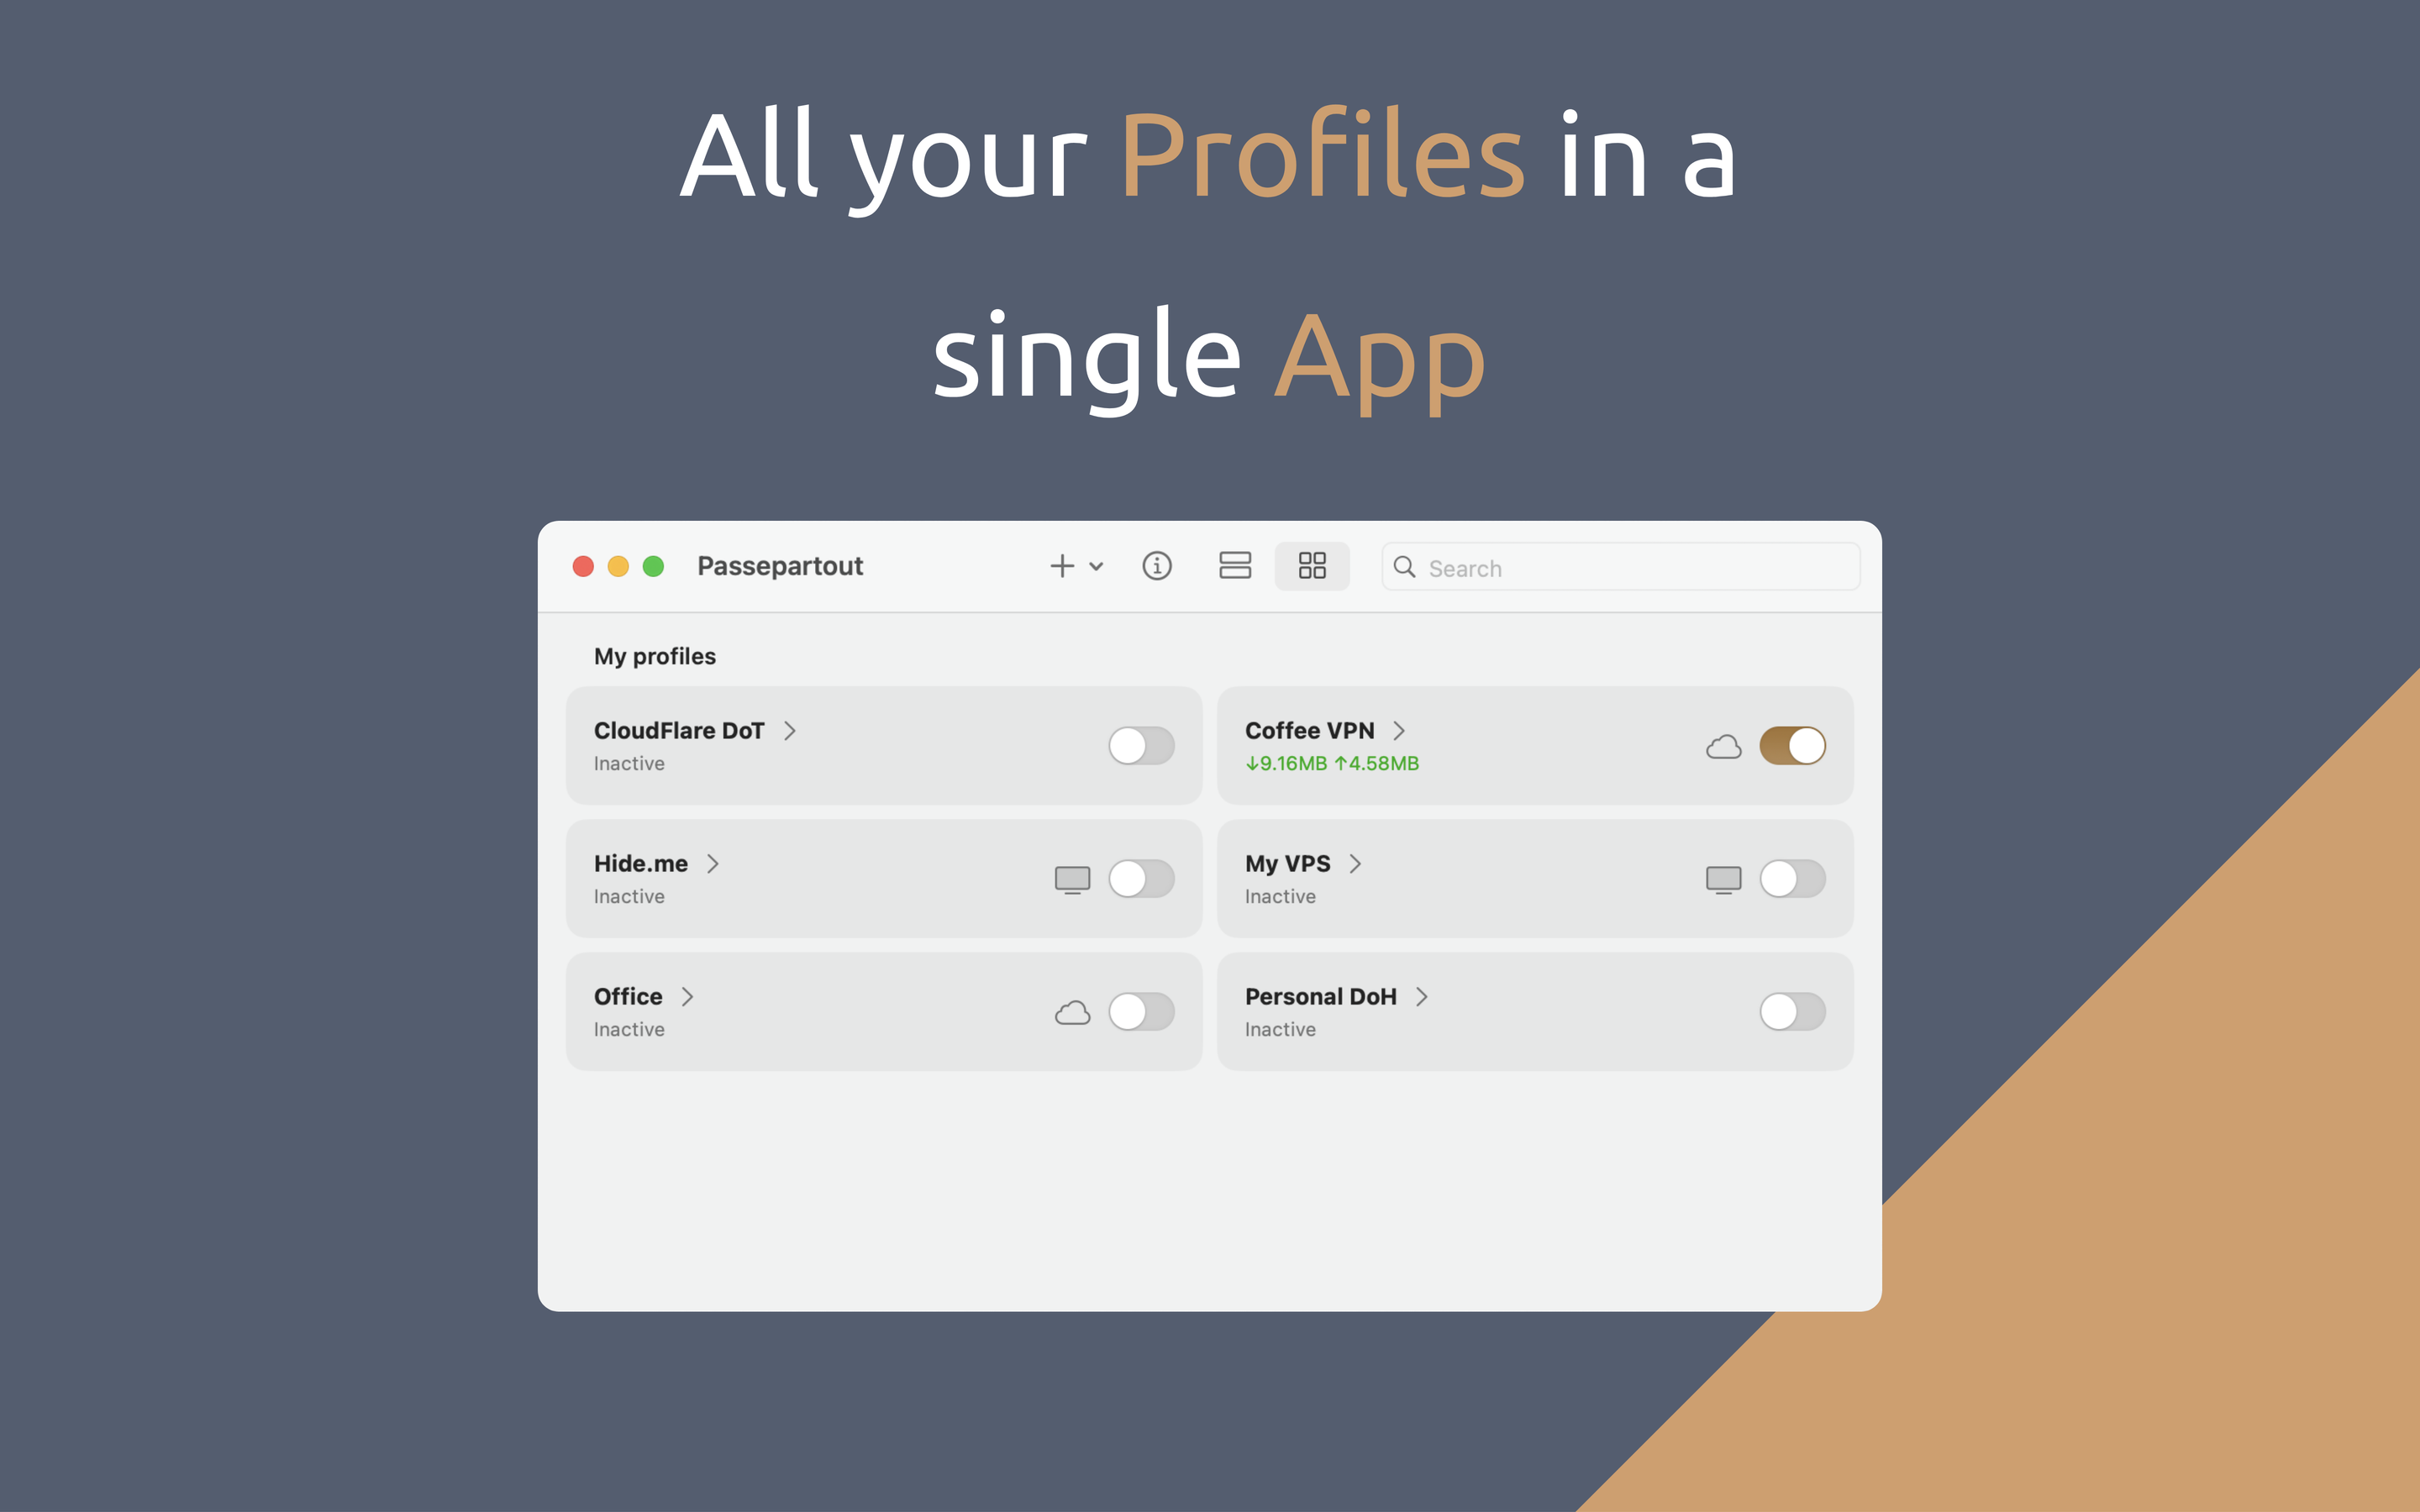 All your Profiles in a
single App
Passepartout
Search
My profiles
CloudFlare DoT
Inactive
Coffee VPN
↓9.16MB ↑4.58MB
Hide.me
Inactive
My VPS
Inactive
Office
Inactive
Personal DoH
Inactive